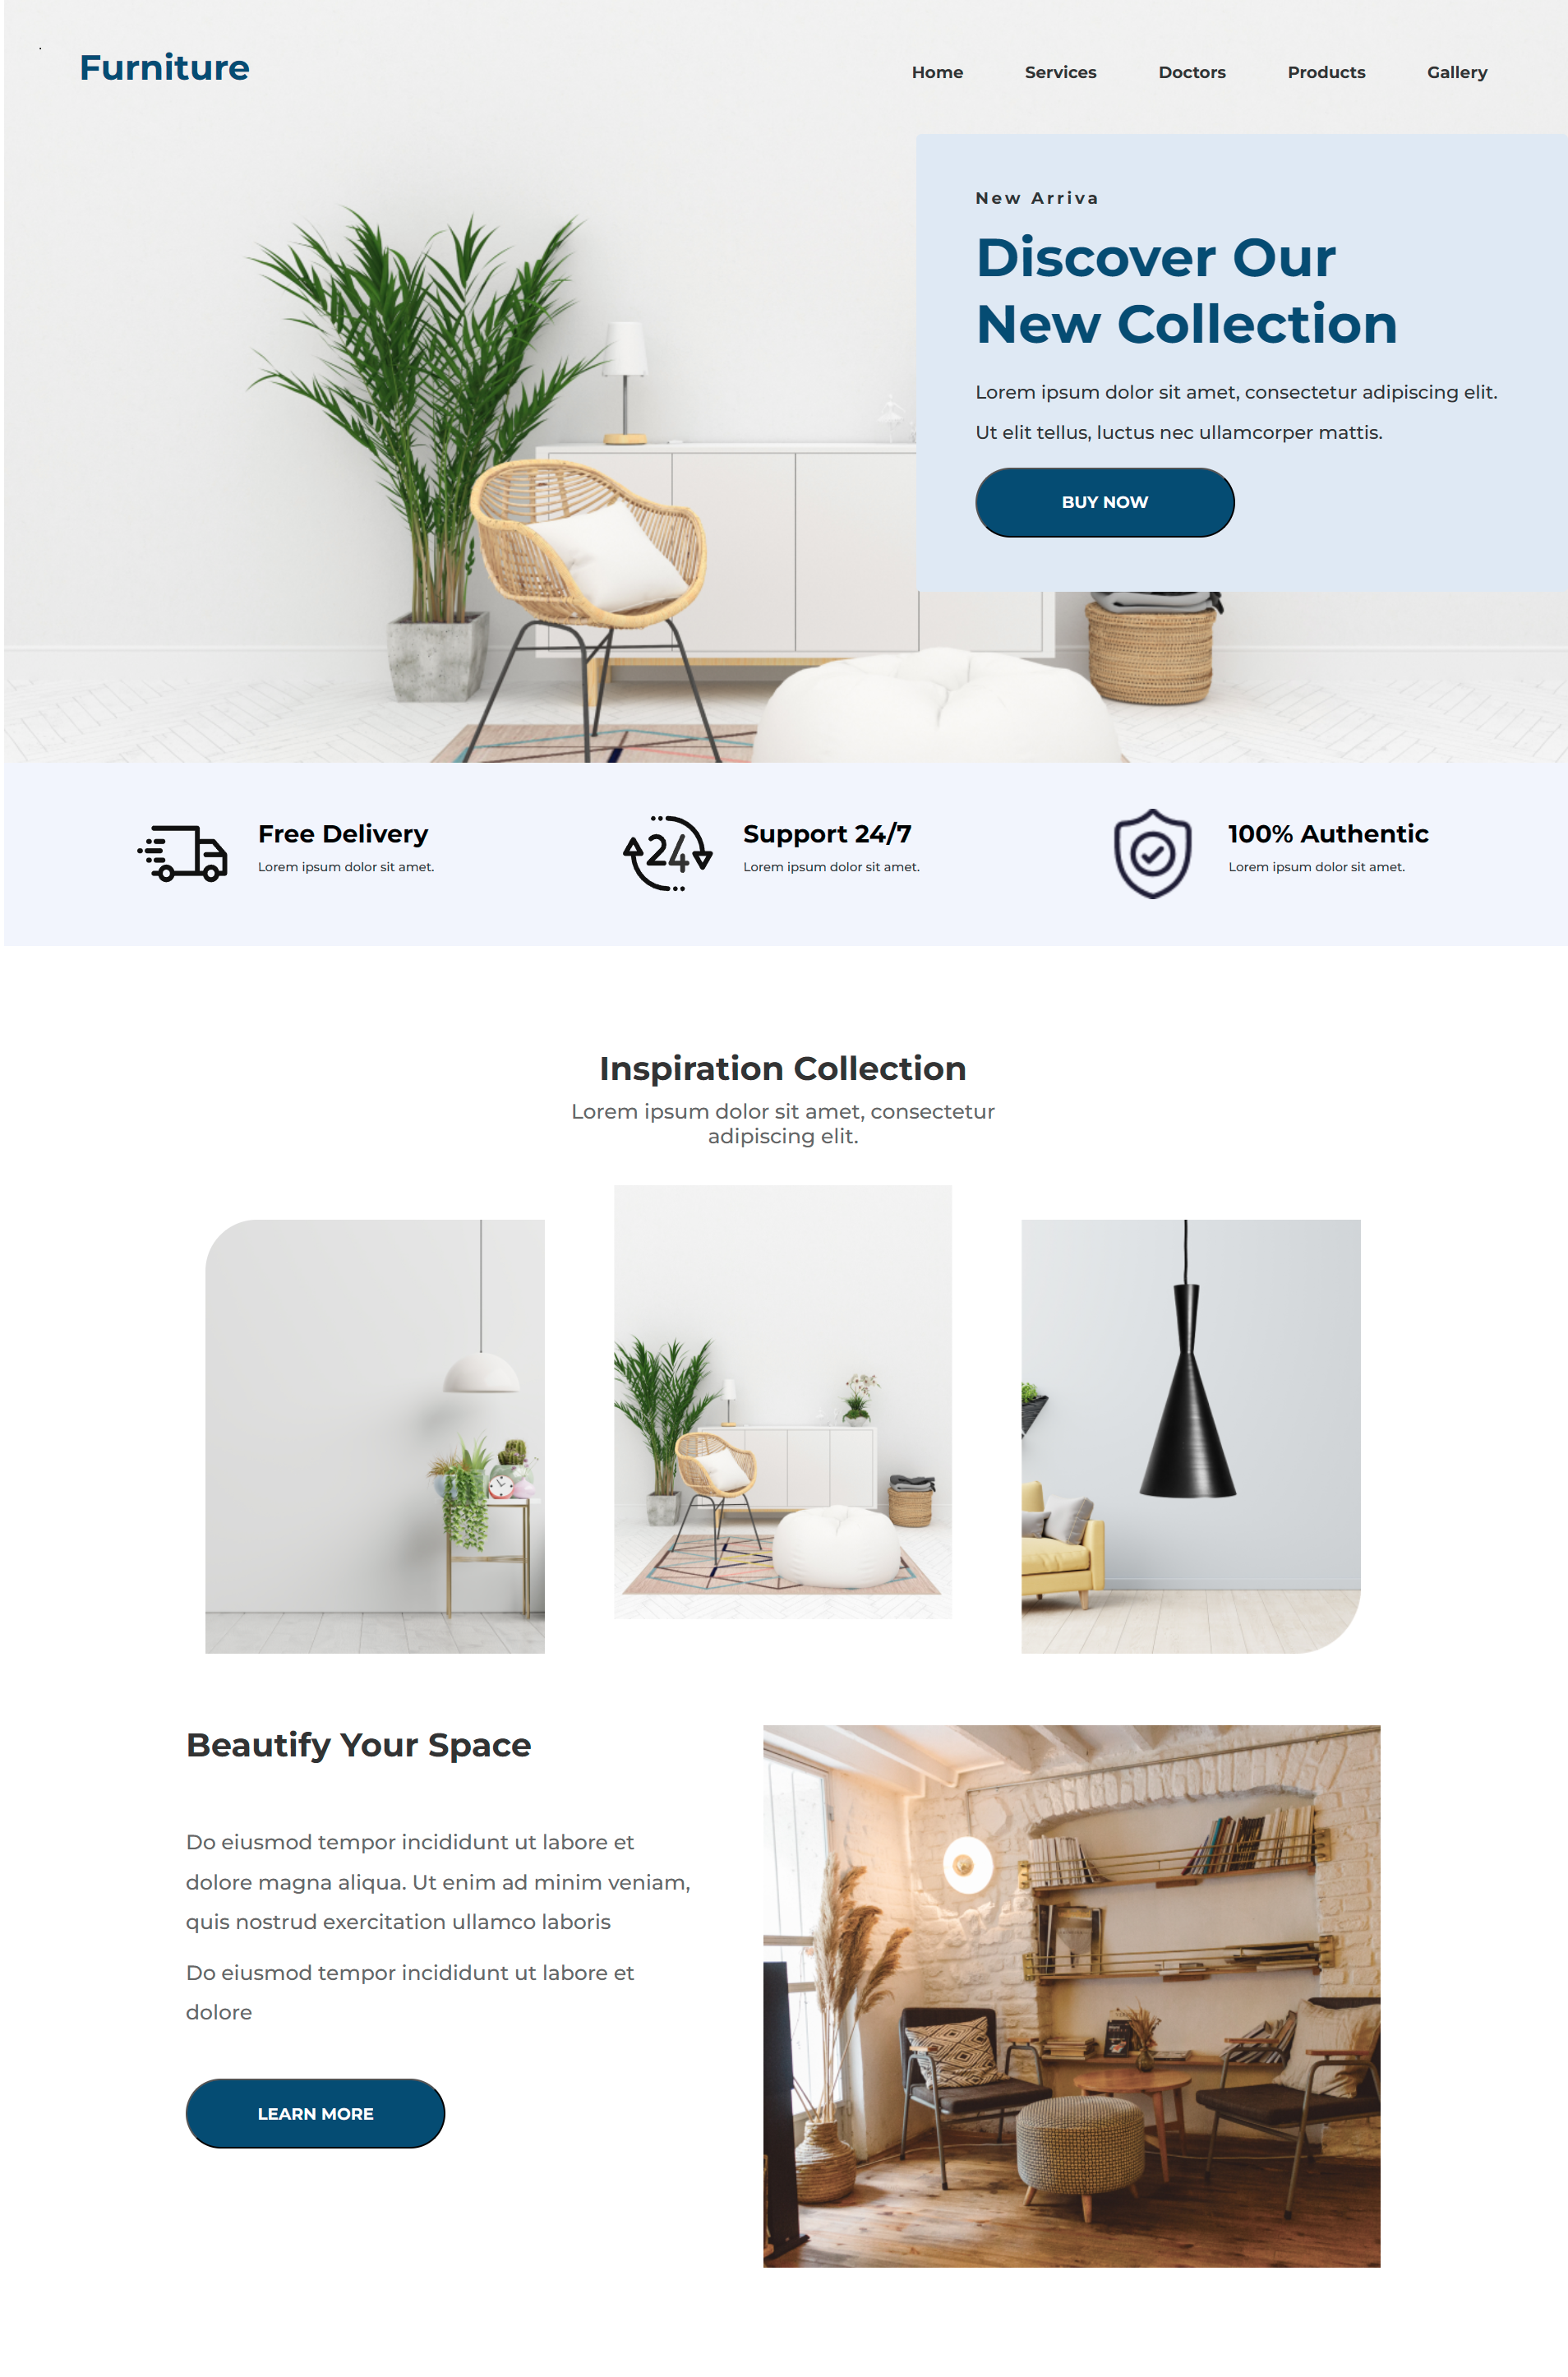 Furniture
Home Services Doctors Products Gallery
New Arriva
Discover Our
New Collection
Lorem ipsum dolor sit amet, consectetur adipiscing elit.
Ut elit tellus, luctus nec ullamcorper mattis.
BUY NOW
Free Delivery
Lorem ipsum dolor sit amet.
24
Support 24/7
Lorem ipsum dolor sit amet.
100% Authentic
Lorem ipsum dolor sit amet.
Inspiration Collection
Lorem ipsum dolor sit amet, consectetur
adipiscing elit.
Beautify Your Space
Do eiusmod tempor incididunt ut labore et
dolore magna aliqua. Ut enim ad minim veniam,
quis nostrud exercitation ullamco laboris
Do eiusmod tempor incididunt ut labore et
dolore
LEARN MORE